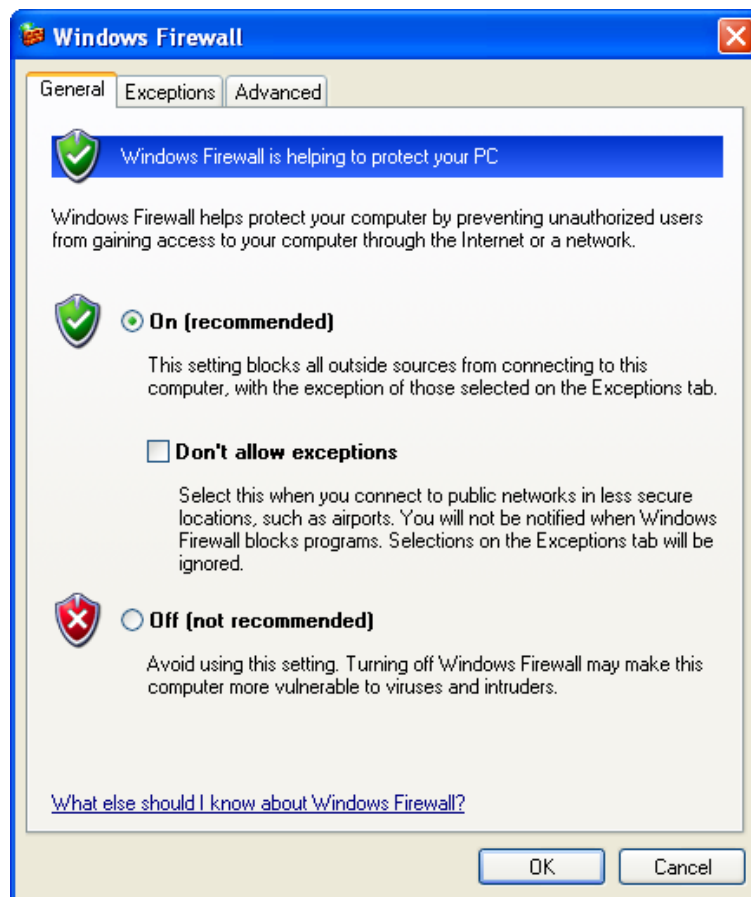 Windows Firewall
General Exceptions Advanced
Windows Firewall is helping to protect your PC
Windows Firewall helps protect your computer by preventing unauthorized users
from gaining access to your computer through the Internet or a network.
On (recommended)
This setting blocks all outside sources from connecting to this
computer, with the exception of those selected on the Exceptions tab.
Don't allow exceptions
Select this when you connect to public networks in less secure
locations, such as airports. You will not be notified when Windows
Firewall blocks programs. Selections on the Exceptions tab will be
ignored.
Off (not recommended)
Avoid using this setting. Turning off Windows Firewall may make this
computer more vulnerable to viruses and intruders.
What else should I know about Windows Firewall?
OK Cancel